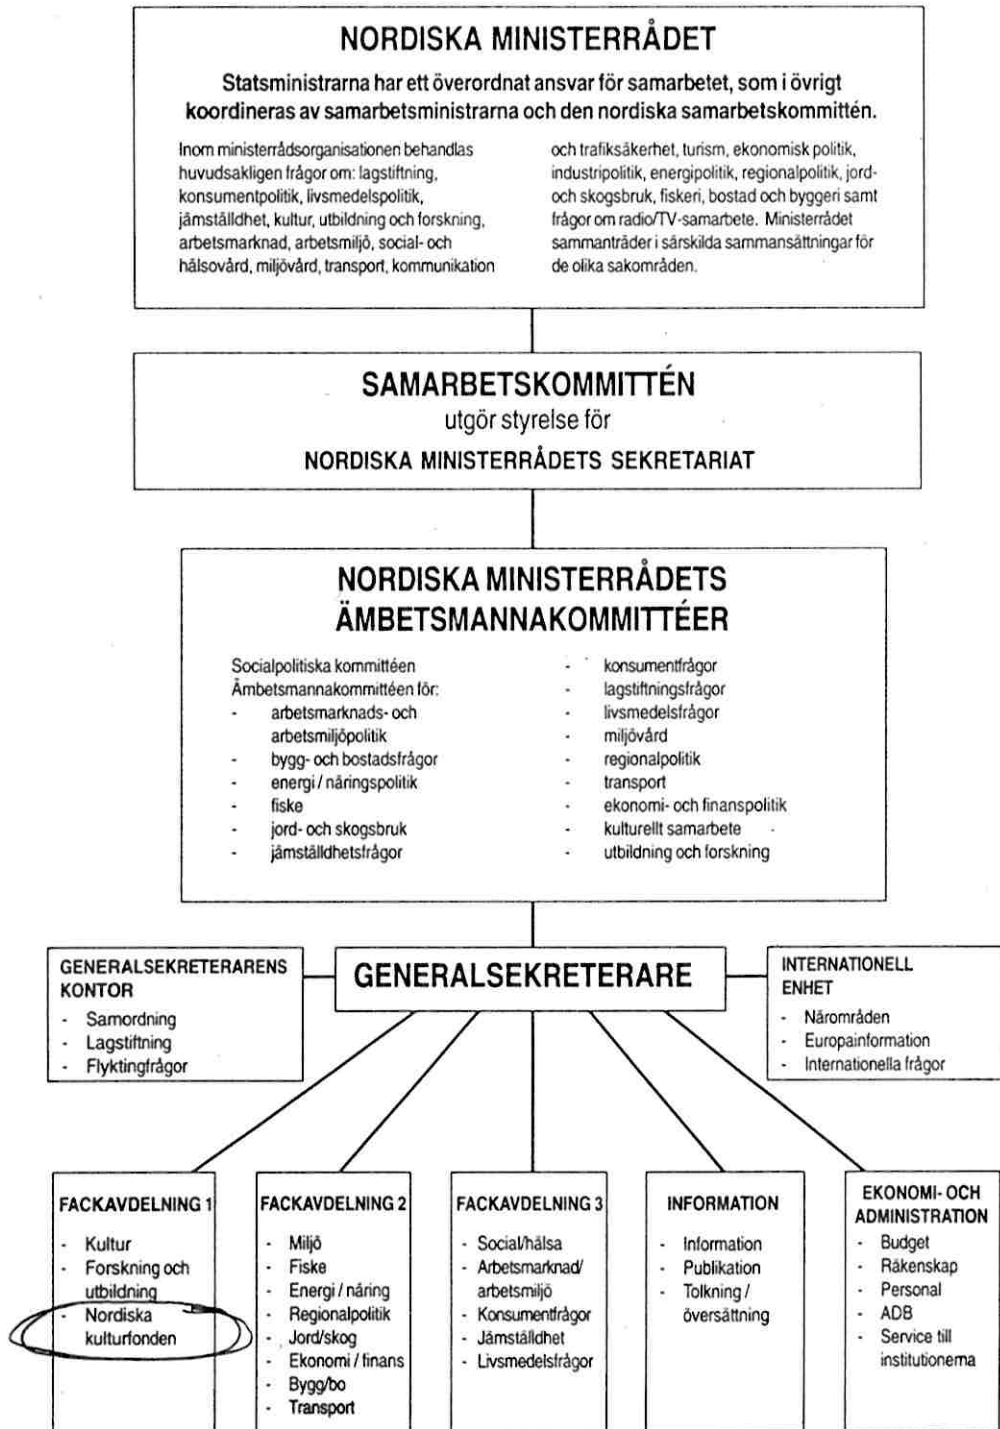 NORDISKA MINISTERRÅDET
Statsministrarna har ett överordnat ansvar för samarbetet, som i övrigt
koordineras av samarbetsministrarna och den nordiska samarbetskommittén.
Inom ministerrådsorganisationen behandlas
huvudsakligen frågor om: lagstiftning,
konsumentpolitik, livsmedelspolitik,
jämställdhet, kultur, utbildning och forskning,
arbetsmarknad, arbetsmiljö, social- och
hälsovård, miljövård, transport, kommunikation
och trafiksäkerhet, turism, ekonomisk politik,
industripolitik, energipolitik, regionalpolitik, jord-
och skogsbruk, fiskeri, bostad och byggeri samt
frågor om radio/TV-samarbete. Ministerrådet
sammanträder i särskilda sammansättningar för
de olika sakområden.
SAMARBETSKOMMITTÉN
utgör styrelse för
NORDISKA MINISTERRÅDETS SEKRETARIAT
NORDISKA MINISTERRÅDETS
ÄMBETSMANNAKOMMITTÉER
Socialpolitiska kommittéen
Ämbetsmannakommittéen för:
- arbetsmarknads- och
arbetsmiljöpolitik
- bygg- och bostadsfrågor
- energi / näringspolitik
- fiske
- jord- och skogsbruk
- jämställdhetsfrågor
- konsumentfrågor
- lagstiftningsfrågor
- livsmedelsfrågor
- miljövård
- regionalpolitik
- transport
- ekonomi- och finanspolitik
- kulturellt samarbete
- utbildning och forskning
GENERALSEKRETERARENS
KONTOR
- Samordning
- Lagstiftning
- Flyktingfrågor
GENERALSEKRETERARE
INTERNATIONELL
ENHET
- Närområden
- Europainformation
- Internationella frågor
FACKAVDELNING 1
- Kultur
- Forskning och
utbildning
- Nordiska
kulturfonden
FACKAVDELNING 2
- Miljö
- Fiske
- Energi / näring
- Regionalpolitik
- Jord/skog
- Ekonomi / finans
- Bygg/bo
- Transport
FACKAVDELNING 3
- Social/hälsa
- Arbetsmarknad/
arbetsmiljö
- Konsumentfrågor
- Jämställdhet
- Livsmedelsfrågor
INFORMATION
- Information
- Publikation
- Tolkning /
översättning
EKONOMI- OCH
ADMINISTRATION
- Budget
- Räkenskap
- Personal
- ADB
- Service till
institutionerna